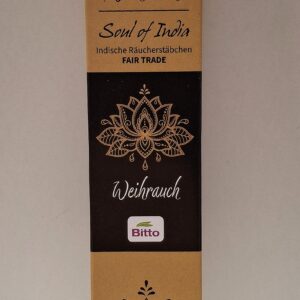 Soul of India
Indische Räucherstäbchen
FAIR TRADE
Weihrauch
Bitto